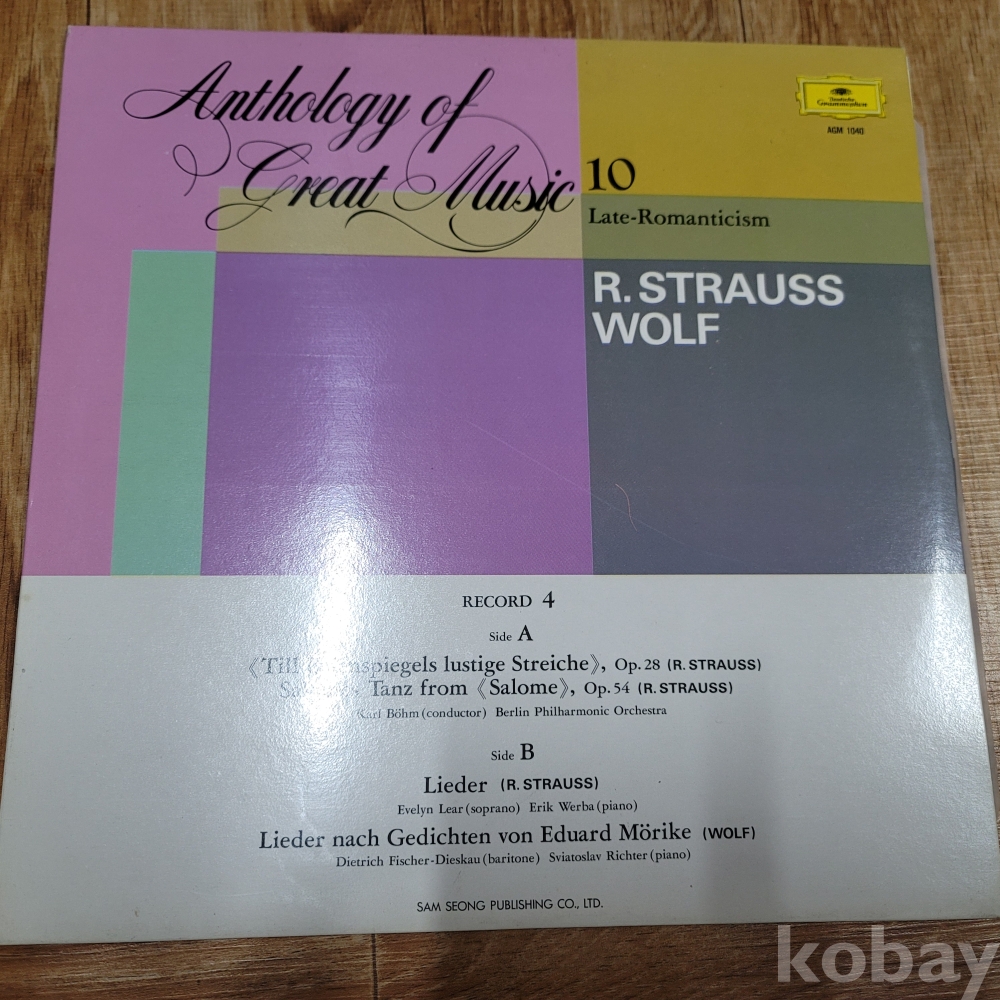 Anthology of
Great Music 10
Deutsche
Grammophon
AGM 1040
Late-Romanticism
R. STRAUSS
WOLF
RECORD 4
Side A
《Till lustige Streiche》, Op. 28 (R. STRAUSS)
Tanz from 《Salome》, Op. 54 (R. STRAUSS)
Karl Böhm (conductor) Berlin Philharmonic Orchestra
Side B
Lieder (R. STRAUSS)
Evelyn Lear (soprano) Erik Werba (piano)
Lieder nach Gedichten von Eduard Mörike (WOLF)
Dietrich Fischer-Dieskau (baritone) Sviatoslav Richter (piano)
SAM SEONG PUBLISHING CO., LTD.
kobay